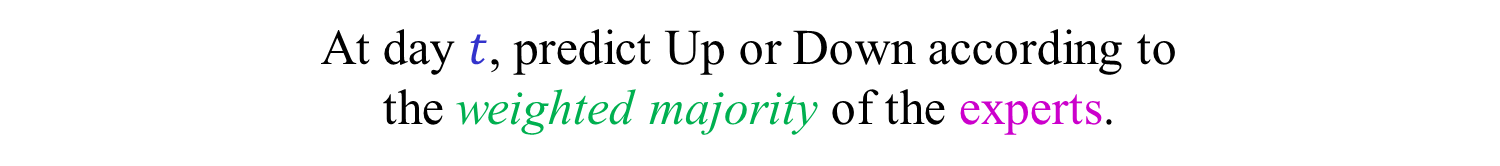 At day t, predict Up or Down according to
the weighted majority of the experts.